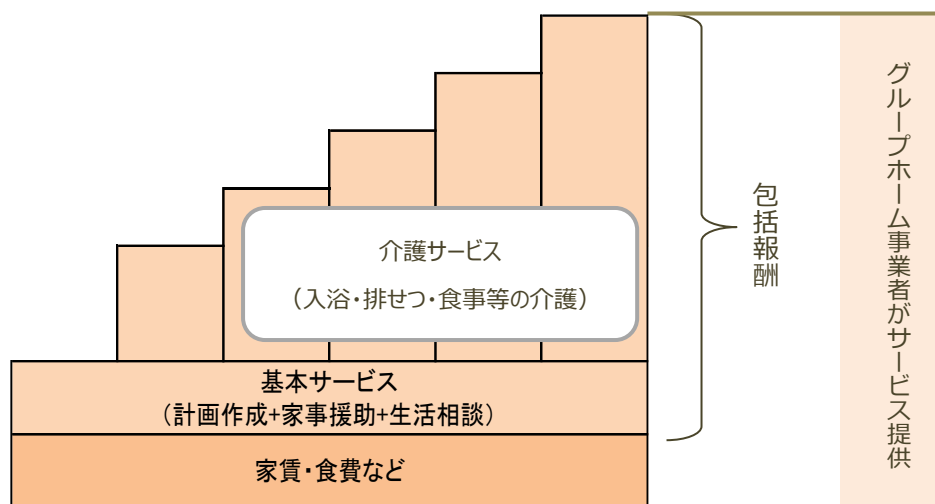 介護サービス
（入浴・排せつ・食事等の介護）
基本サービス
（計画作成+家事援助+生活相談）
家賃・食費など
包括報酬
グループホーム事業者がサービス提供